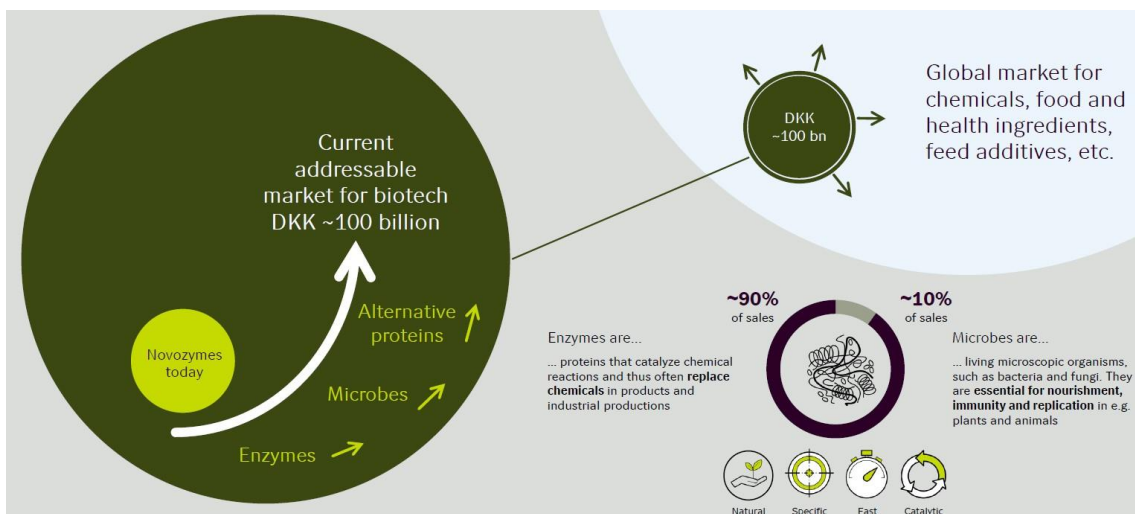 Current
addressable
market for biotech
DKK ~100 billion
Novozymes
today
Alternative
proteins
Microbes
Enzymes
DKK
~100 bn
Global market for
chemicals, food and
health ingredients,
feed additives, etc.
~90%
of sales
~10%
of sales
Enzymes are...
... proteins that catalyze chemical
reactions and thus often replace
chemicals in products and
industrial productions
Microbes are...
... living microscopic organisms,
such as bacteria and fungi. They
are essential for nourishment,
immunity and replication in e.g.
plants and animals
Natural
Specific
Fast
Catalytic